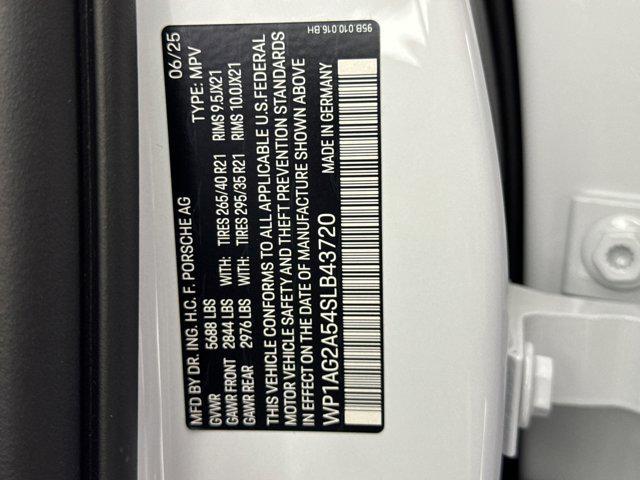 MFD BY DR. ING. H.C. F. PORSCHE AG 06/25
GVWR 5688 LBS TYPE: MPV
GAWR FRONT 2844 LBS WITH: TIRES 265/40 R21 RIMS 9.5JX21
GAWR REAR 2976 LBS WITH: TIRES 295/35 R21 RIMS 10.0JX21
THIS VEHICLE CONFORMS TO ALL APPLICABLE U.S.FEDERAL
MOTOR VEHICLE SAFETY AND THEFT PREVENTION STANDARDS
IN EFFECT ON THE DATE OF MANUFACTURE SHOWN ABOVE
WP1AG2A54SLB43720 MADE IN GERMANY
95B.010.016.BH